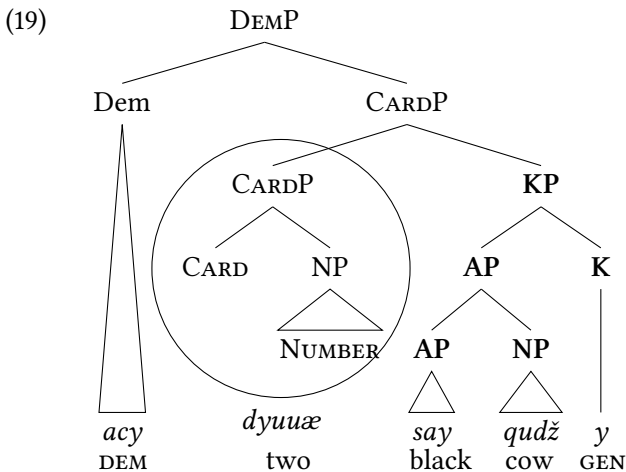 (19) DEMP
Dem CARDP
CARDP KP
CARD NP AP K
NUMBER AP NP
acy dyuuæ say qudž y
DEM two black cow GEN